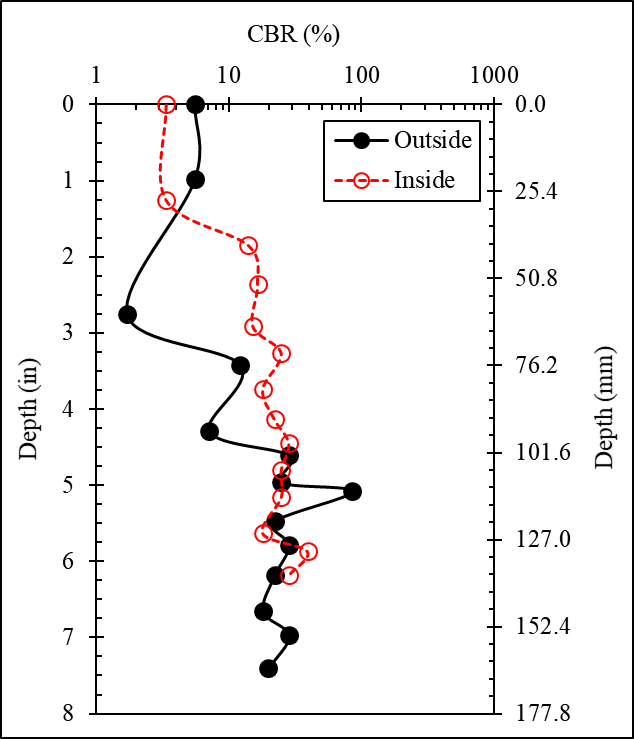 CBR (%)
1 10 100 1000
0 0.0
Outside
Inside
1 25.4
2 50.8
3 76.2
4 101.6
5 127.0
6 152.4
7 177.8
8
Depth (in)
Depth (mm)